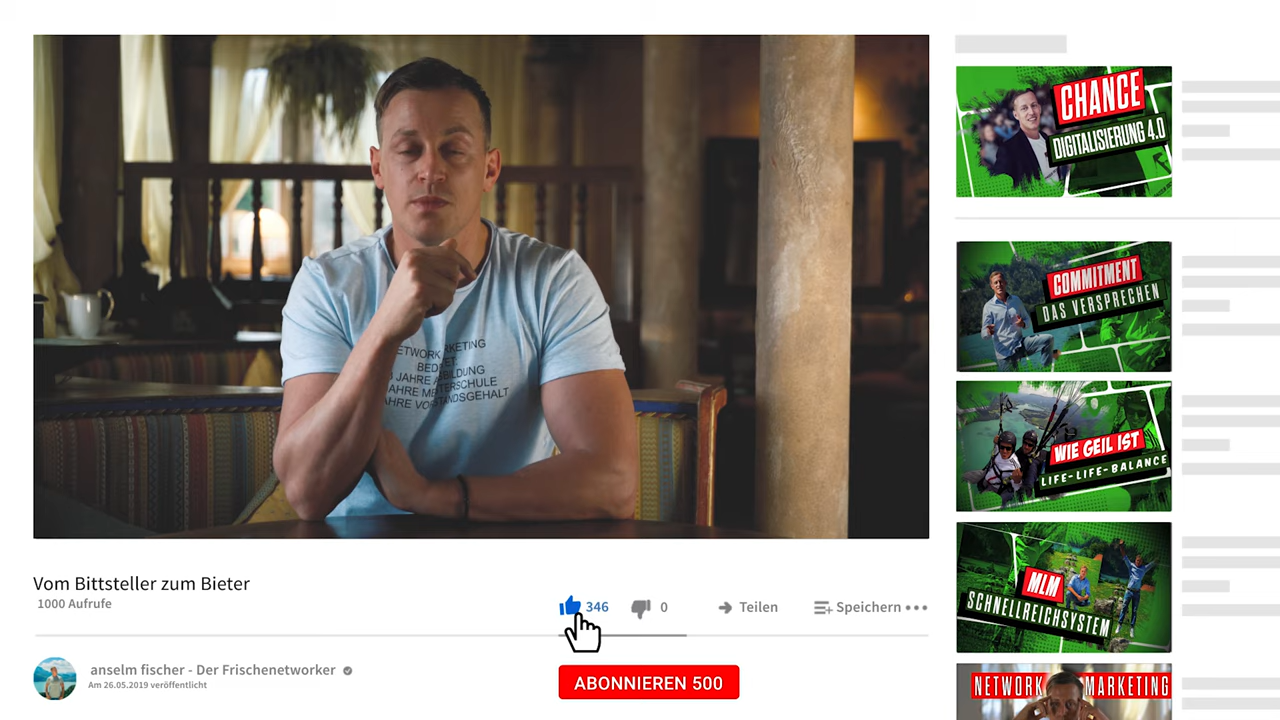 BED
JAHRE
CHANCE
DIGITALISIERUNG 4.0
COMMITMENT
DAS VERSPRECHEN
WIE GEIL IST
LIFE-LIFE-BALANCE
MLM
SCHNELLREICHSYSTEM
NETWORK MARKETING
Vom Bittsteller zum Bieter
1000 Aufrufe
346
0
Teilen
Speichern
anselm fischer - Der Frischenetworker
Am 26.05.2019 veröffentlicht
ABONNIEREN 500